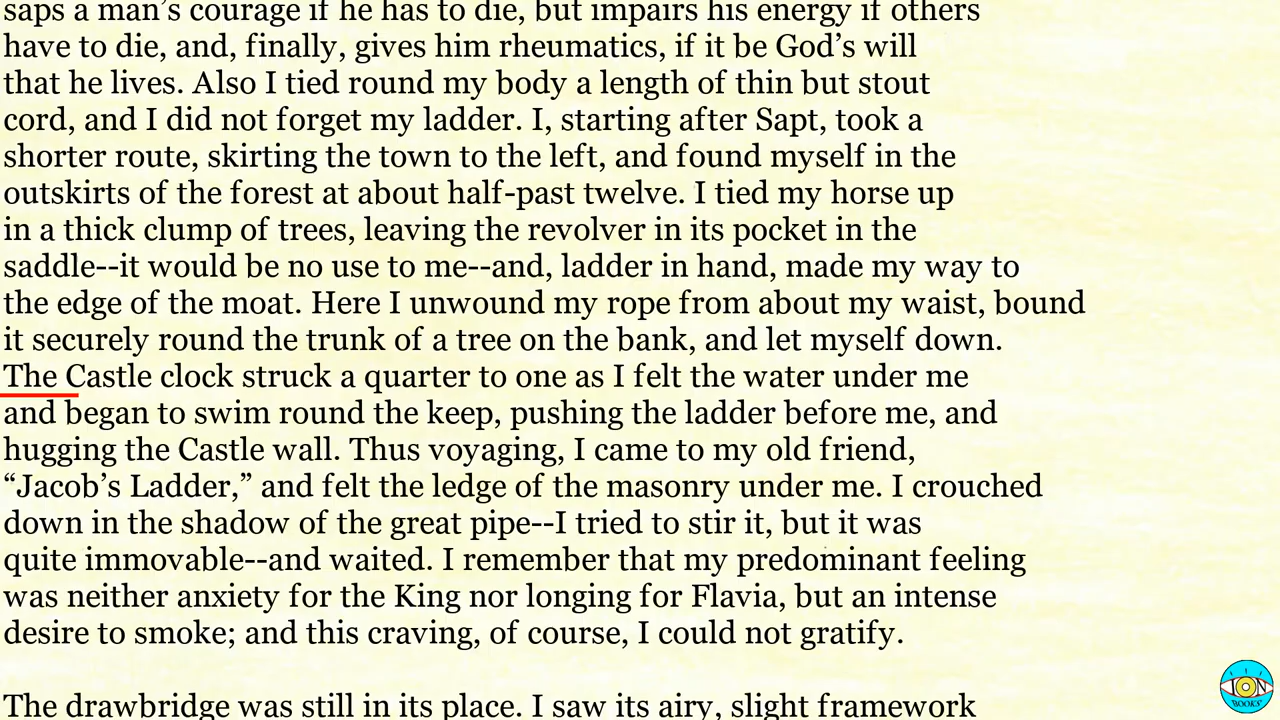 saps a man’s courage if he has to die, but impairs his energy if others
have to die, and, finally, gives him rheumatics, if it be God’s will
that he lives. Also I tied round my body a length of thin but stout
cord, and I did not forget my ladder. I, starting after Sapt, took a
shorter route, skirting the town to the left, and found myself in the
outskirts of the forest at about half-past twelve. I tied my horse up
in a thick clump of trees, leaving the revolver in its pocket in the
saddle--it would be no use to me--and, ladder in hand, made my way to
the edge of the moat. Here I unwound my rope from about my waist, bound
it securely round the trunk of a tree on the bank, and let myself down.
The Castle clock struck a quarter to one as I felt the water under me
and began to swim round the keep, pushing the ladder before me, and
hugging the Castle wall. Thus voyaging, I came to my old friend,
“Jacob’s Ladder,” and felt the ledge of the masonry under me. I crouched
down in the shadow of the great pipe--I tried to stir it, but it was
quite immovable--and waited. I remember that my predominant feeling
was neither anxiety for the King nor longing for Flavia, but an intense
desire to smoke; and this craving, of course, I could not gratify.
The drawbridge was still in its place. I saw its airy, slight framework
ION
BOOKS